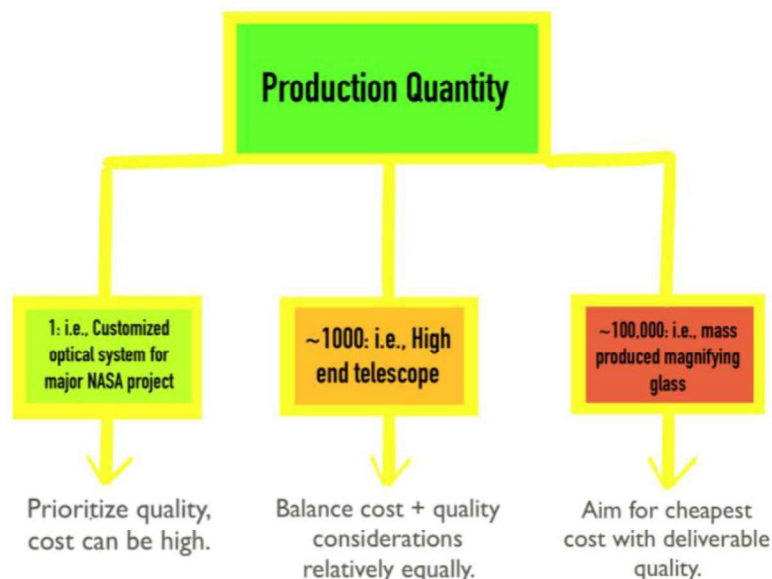 Production Quantity
1: i.e., Customized
optical system for
major NASA project
~1000: i.e., High
end telescope
~100,000: i.e., mass
produced magnifying
glass
Prioritize quality,
cost can be high.
Balance cost + quality
considerations
relatively equally.
Aim for cheapest
cost with deliverable
quality.